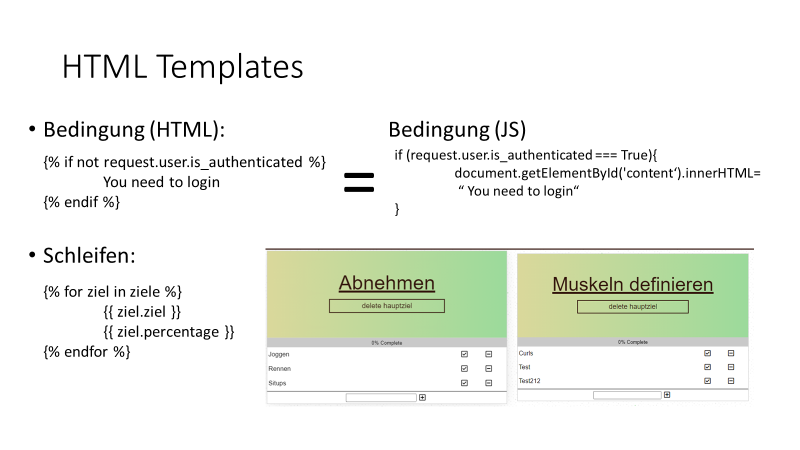 HTML Templates
• Bedingung (HTML):
{% if not request.user.is_authenticated %}
You need to login
{% endif %}
=
Bedingung (JS)
if (request.user.is_authenticated === True){
document.getElementById('content‘).innerHTML=
“ You need to login“
}
• Schleifen:
{% for ziel in ziele %}
{{ ziel.ziel }}
{{ ziel.percentage }}
{% endfor %}
Abnehmen
delete hauptziel
0% Complete
Joggen
Rennen
Situps
Muskeln definieren
delete hauptziel
0% Complete
Curls
Test
Test212